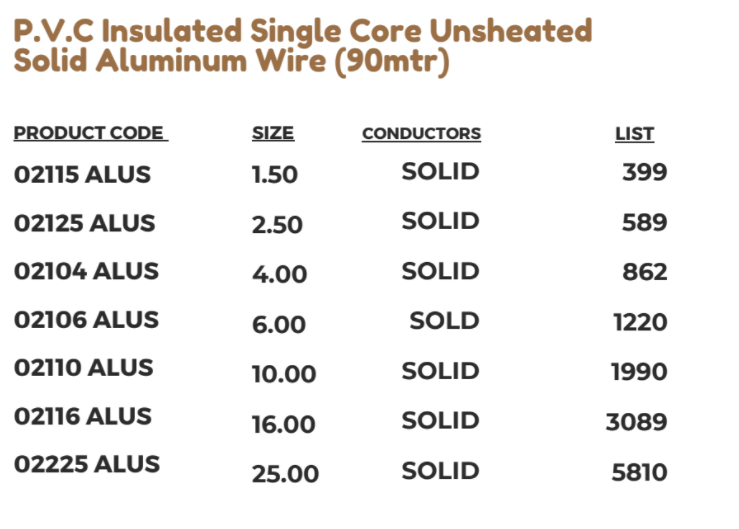 P.V.C Insulated Single Core Unsheated
Solid Aluminum Wire (90mtr)
PRODUCT CODE SIZE CONDUCTORS LIST
02115 ALUS 1.50 SOLID 399
02125 ALUS 2.50 SOLID 589
02104 ALUS 4.00 SOLID 862
02106 ALUS 6.00 SOLD 1220
02110 ALUS 10.00 SOLID 1990
02116 ALUS 16.00 SOLID 3089
02225 ALUS 25.00 SOLID 5810